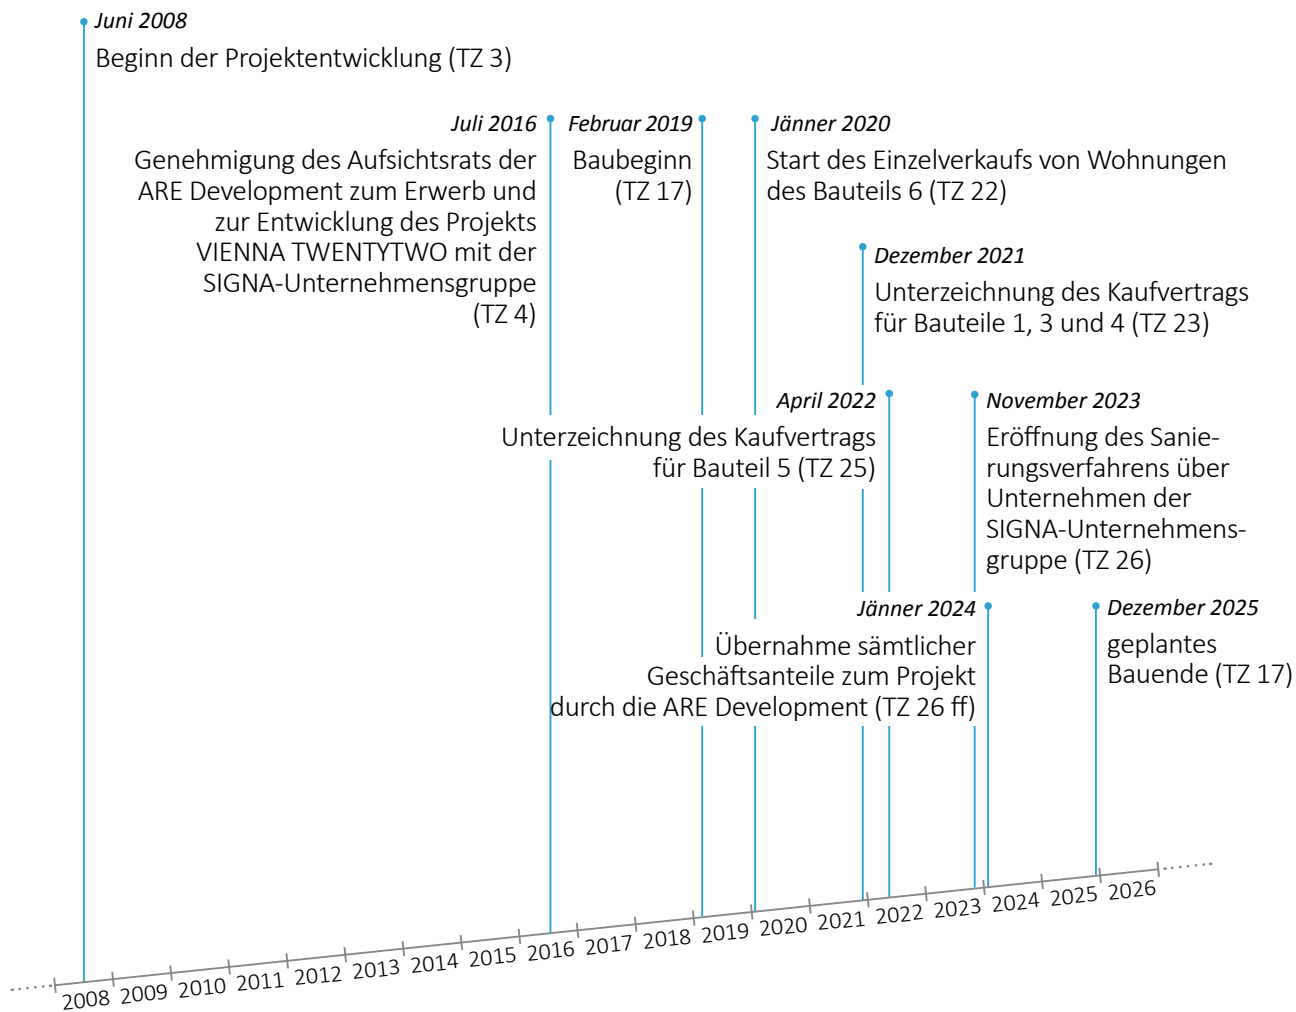 Juni 2008
Beginn der Projektentwicklung (TZ 3)
Juli 2016
Genehmigung des Aufsichtsrats der
ARE Development zum Erwerb und
zur Entwicklung des Projekts
VIENNA TWENTYTWO mit der
SIGNA-Unternehmensgruppe
(TZ 4)
Februar 2019
Baubeginn
(TZ 17)
Jänner 2020
Start des Einzelverkaufs von Wohnungen
des Bauteils 6 (TZ 22)
Dezember 2021
Unterzeichnung des Kaufvertrags
für Bauteile 1, 3 und 4 (TZ 23)
April 2022
Unterzeichnung des Kaufvertrags
für Bauteil 5 (TZ 25)
November 2023
Eröffnung des Sanie-
rungsverfahrens über
Unternehmen der
SIGNA-Unternehmens-
gruppe (TZ 26)
Jänner 2024
Übernahme sämtlicher
Geschäftsanteile zum Projekt
durch die ARE Development (TZ 26 ff)
Dezember 2025
geplantes
Bauende (TZ 17)
2008 2009 2010 2011 2012 2013 2014 2015 2016 2017 2018 2019 2020 2021 2022 2023 2024 2025 2026